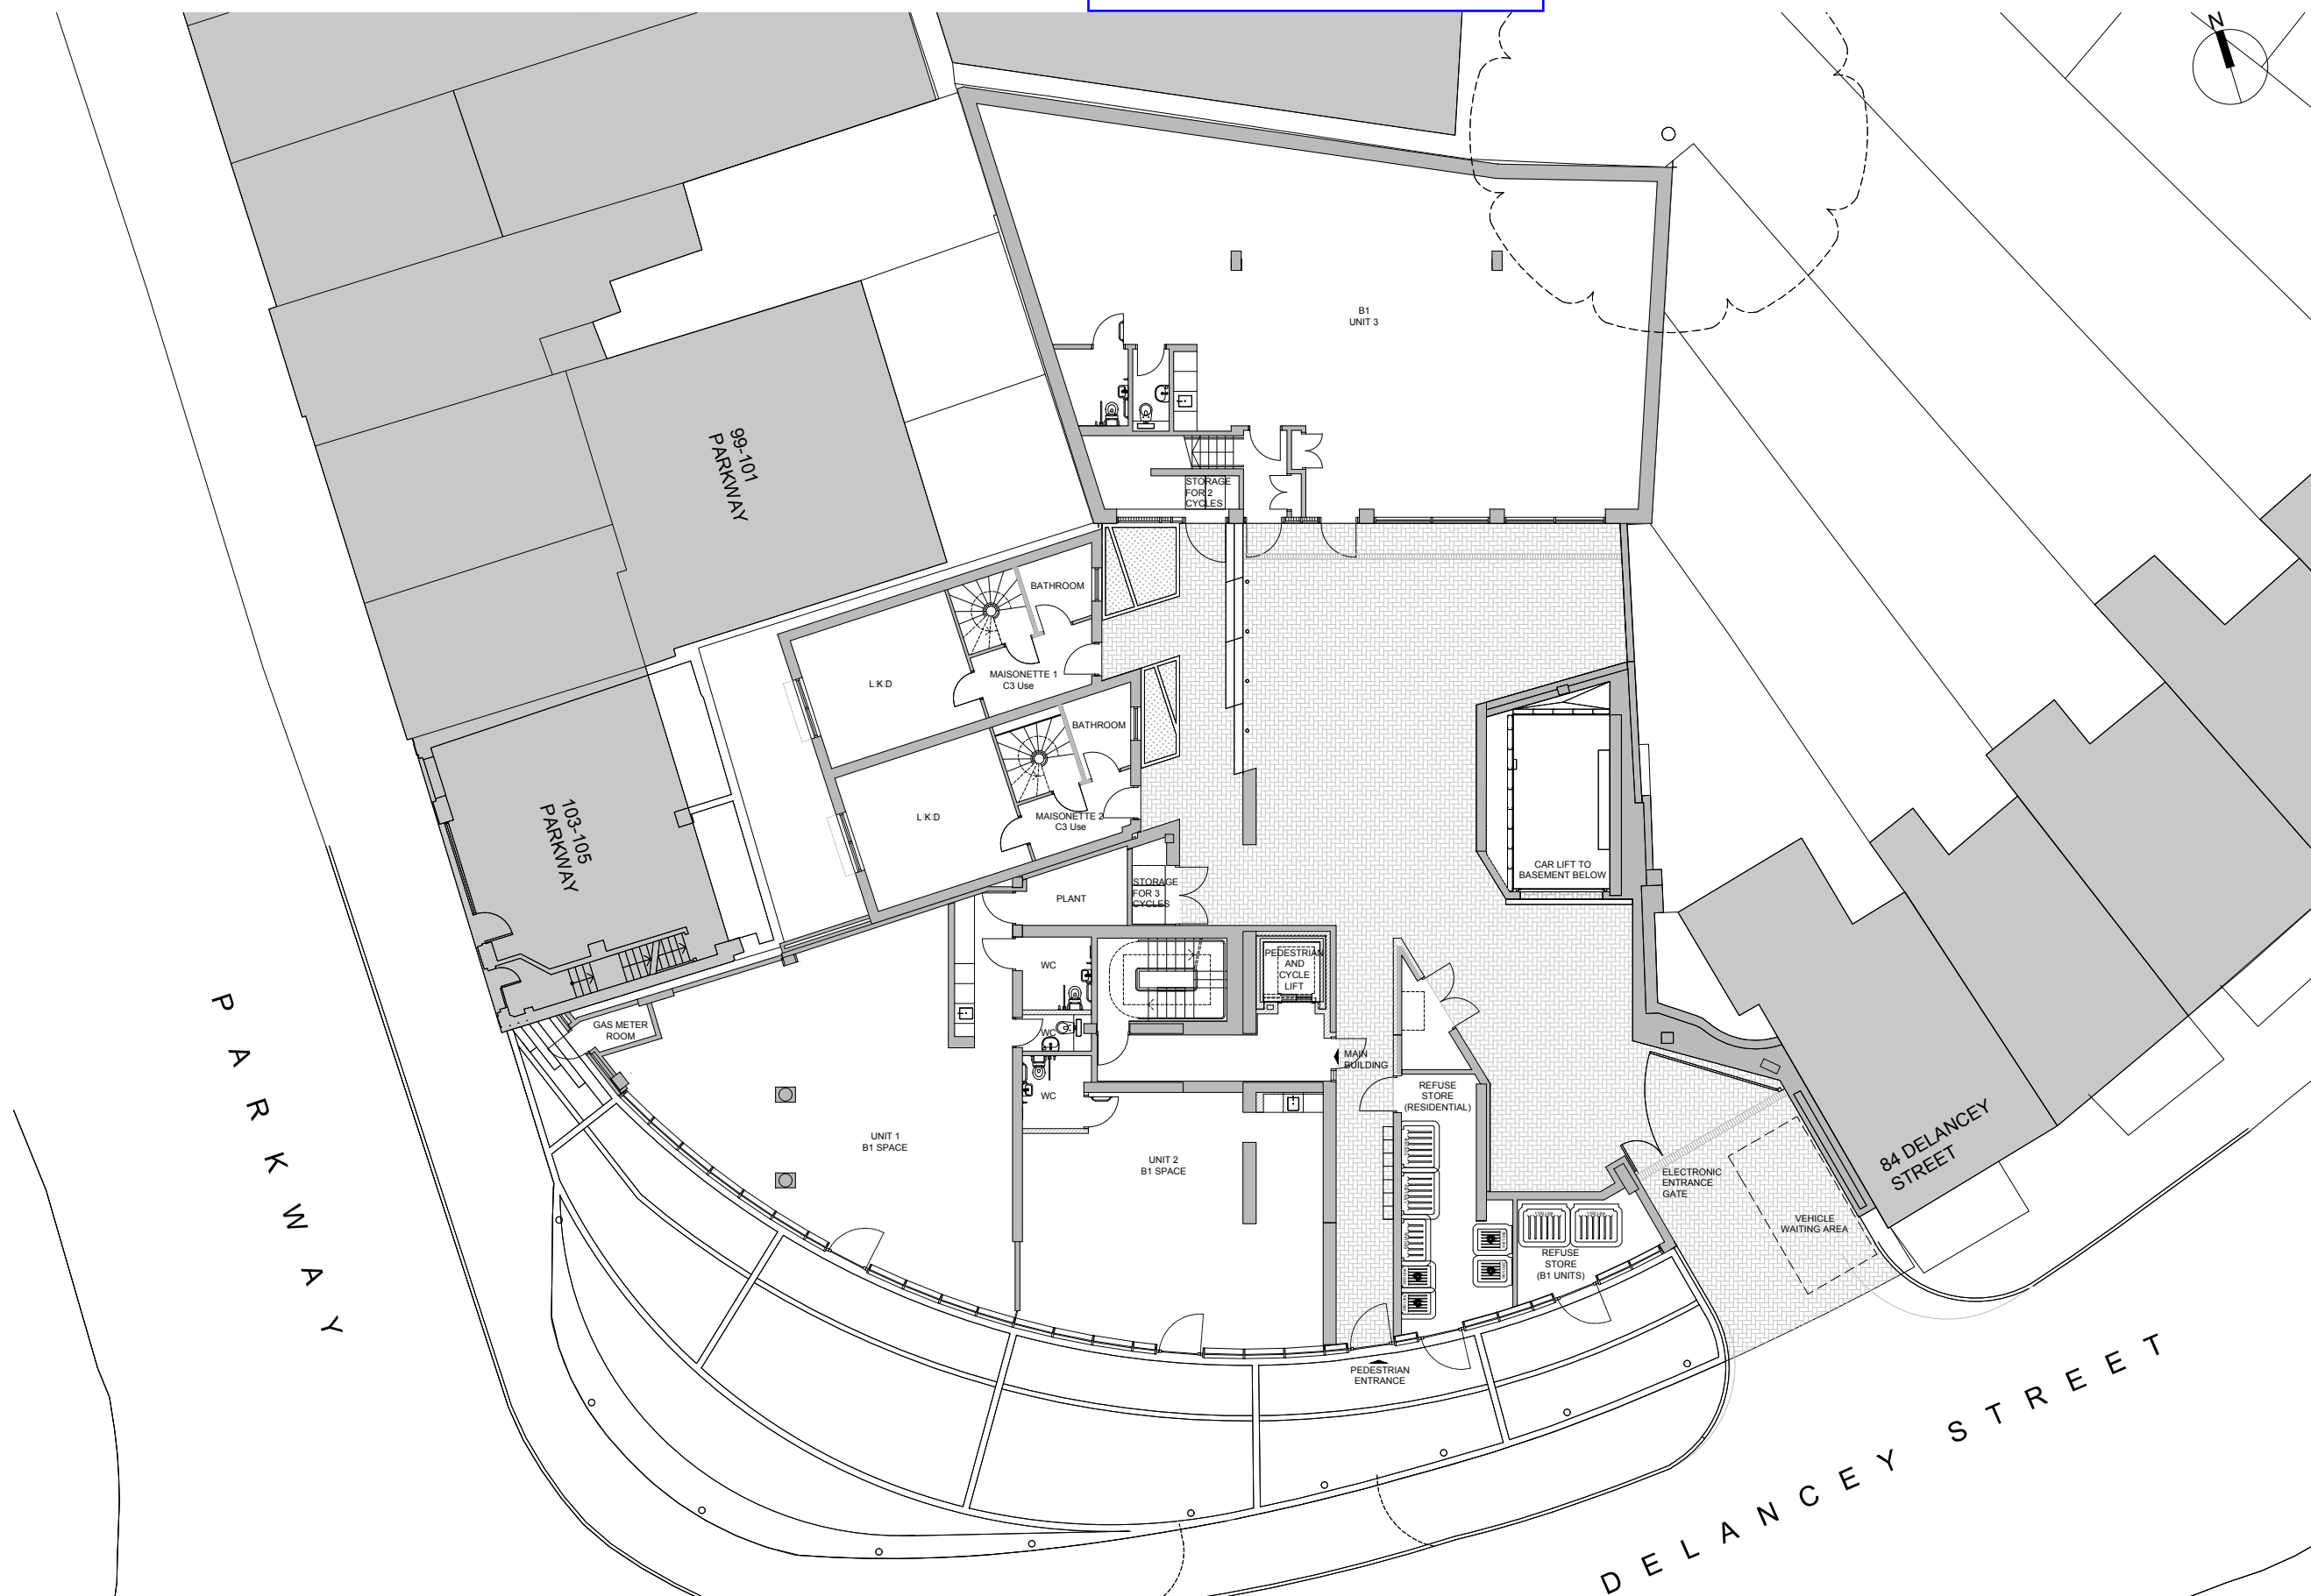 N
B1
UNIT 3
99-101
PARKWAY
STORAGE
FOR 2
CYCLES
BATHROOM
L/K/D
MAISONETTE 1
C3 Use
BATHROOM
L/K/D
MAISONETTE 2
C3 Use
103-105
PARKWAY
CAR LIFT TO
BASEMENT BELOW
STORAGE
FOR 3
CYCLES
PLANT
WC
PEDESTRIAN
AND
CYCLE
LIFT
GAS METER
ROOM
WC
MAIN
BUILDING
WC
REFUSE
STORE
(RESIDENTIAL)
UNIT 1
B1 SPACE
UNIT 2
B1 SPACE
ELECTRONIC
ENTRANCE
GATE
84 DELANCEY
STREET
VEHICLE
WAITING AREA
REFUSE
STORE
(B1 UNITS)
PEDESTRIAN
ENTRANCE
PARKWAY
DELANCEY STREET